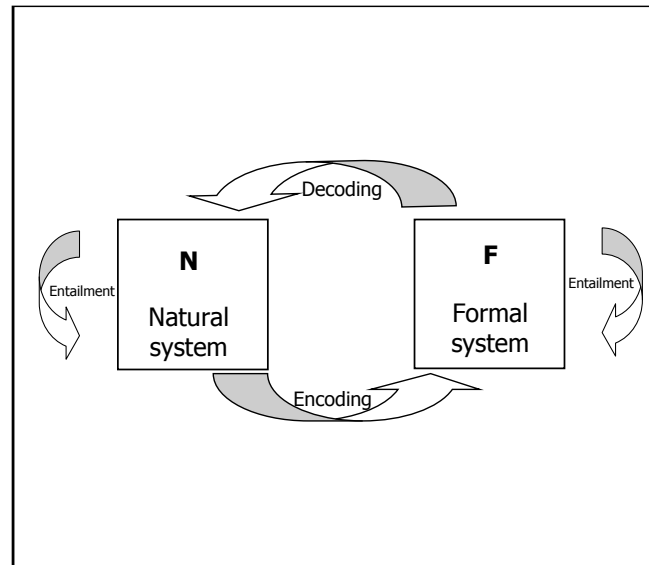 Decoding
N
Natural
system
F
Formal
system
Entailment
Entailment
Encoding